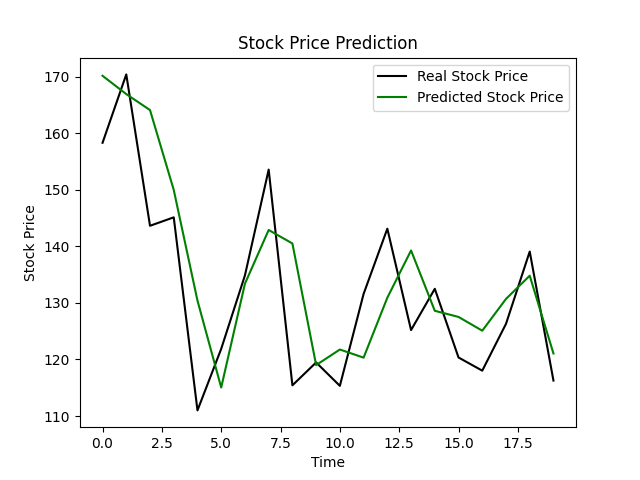 Stock Price Prediction
Real Stock Price
Predicted Stock Price
Stock Price
170
160
150
140
130
120
110
0.0 2.5 5.0 7.5 10.0 12.5 15.0 17.5
Time